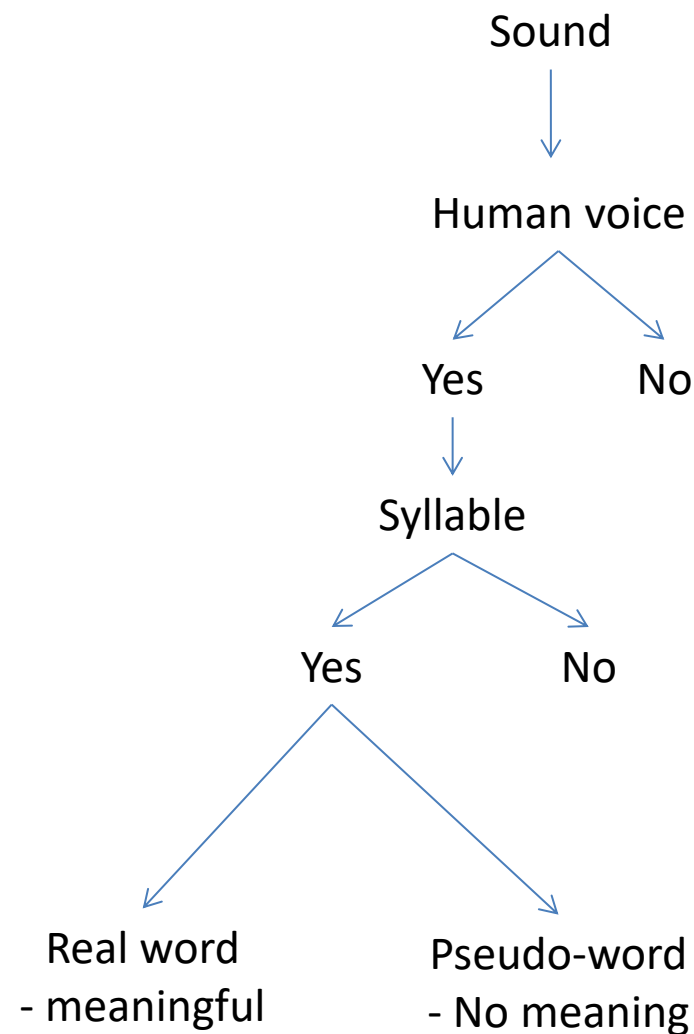 Sound
Human voice
Yes
No
Syllable
Yes
No
Real word
- meaningful
Pseudo-word
- No meaning